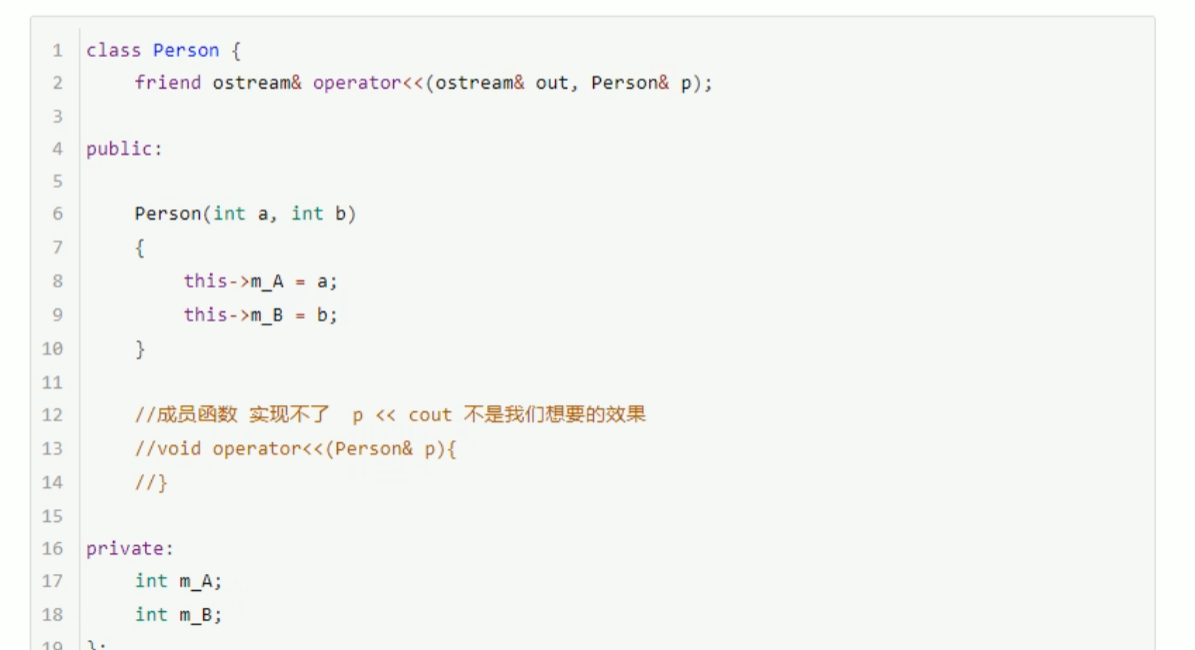 1 class Person {
2 friend ostream& operator<<(ostream& out, Person& p);
3
4 public:
5
6 Person(int a, int b)
7 {
8 this->m_A = a;
9 this->m_B = b;
10 }
11
12 //成员函数 实现不了  p << cout 不是我们想要的效果
13 //void operator<<(Person& p){
14 //}
15
16 private:
17 int m_A;
18 int m_B;
19 };